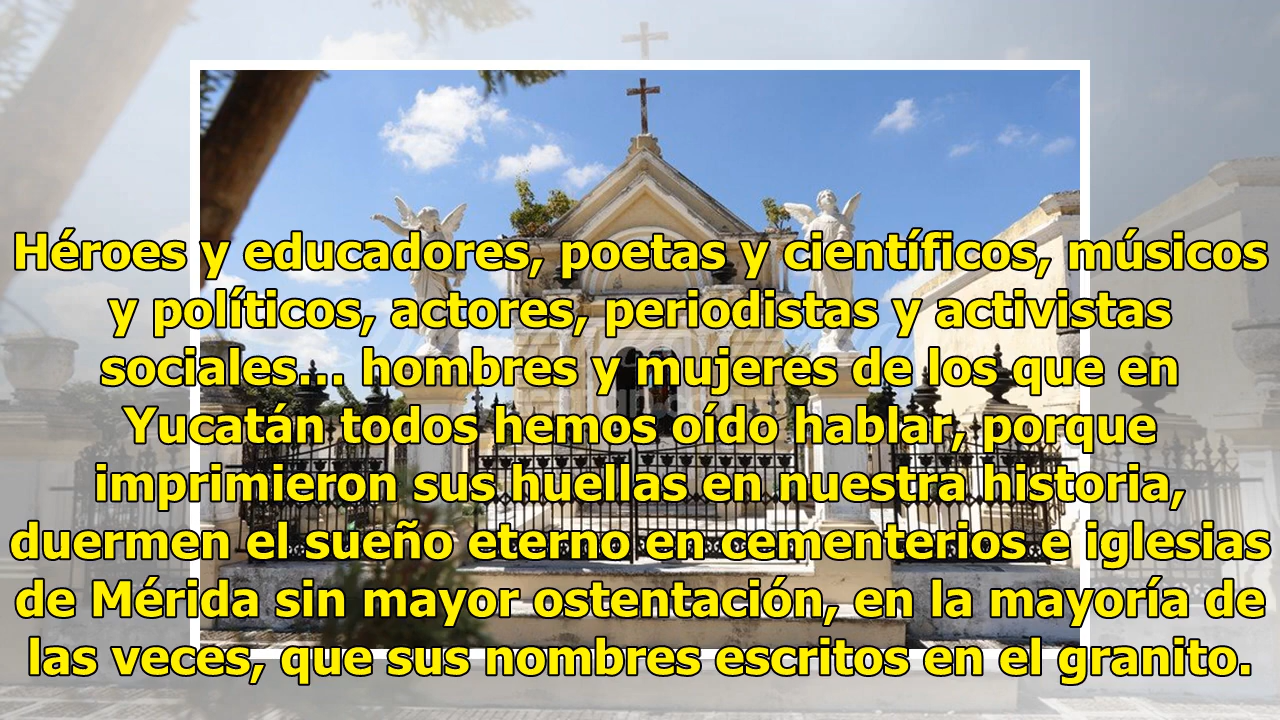 Héroes y educadores, poetas y científicos, músicos
y políticos, actores, periodistas y activistas
sociales... hombres y mujeres de los que en
Yucatán todos hemos oído hablar, porque
imprimieron sus huellas en nuestra historia,
duermen el sueño eterno en cementerios e iglesias
de Mérida sin mayor ostentación, en la mayoría de
las veces, que sus nombres escritos en el granito.